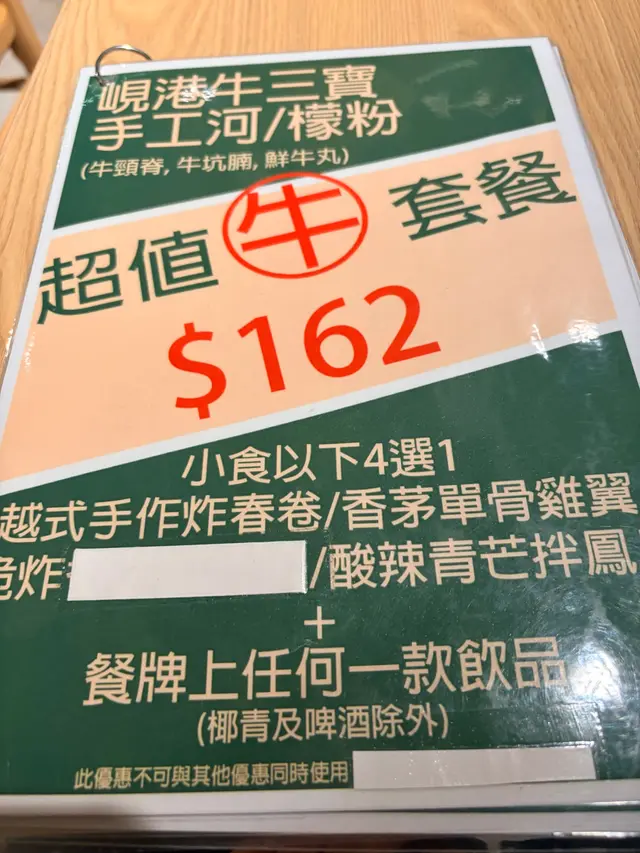 峴港牛三寶
手工河/檬粉
(牛頸脊, 牛坑腩, 鮮牛丸)
超值 牛 套餐
$162
小食以下4選1
越式手作炸春卷/香茅單骨雞翼
脆炸 /酸辣青芒拌鳳
+
餐牌上任何一款飲品
(椰青及啤酒除外)
此優惠不可與其他優惠同時使用